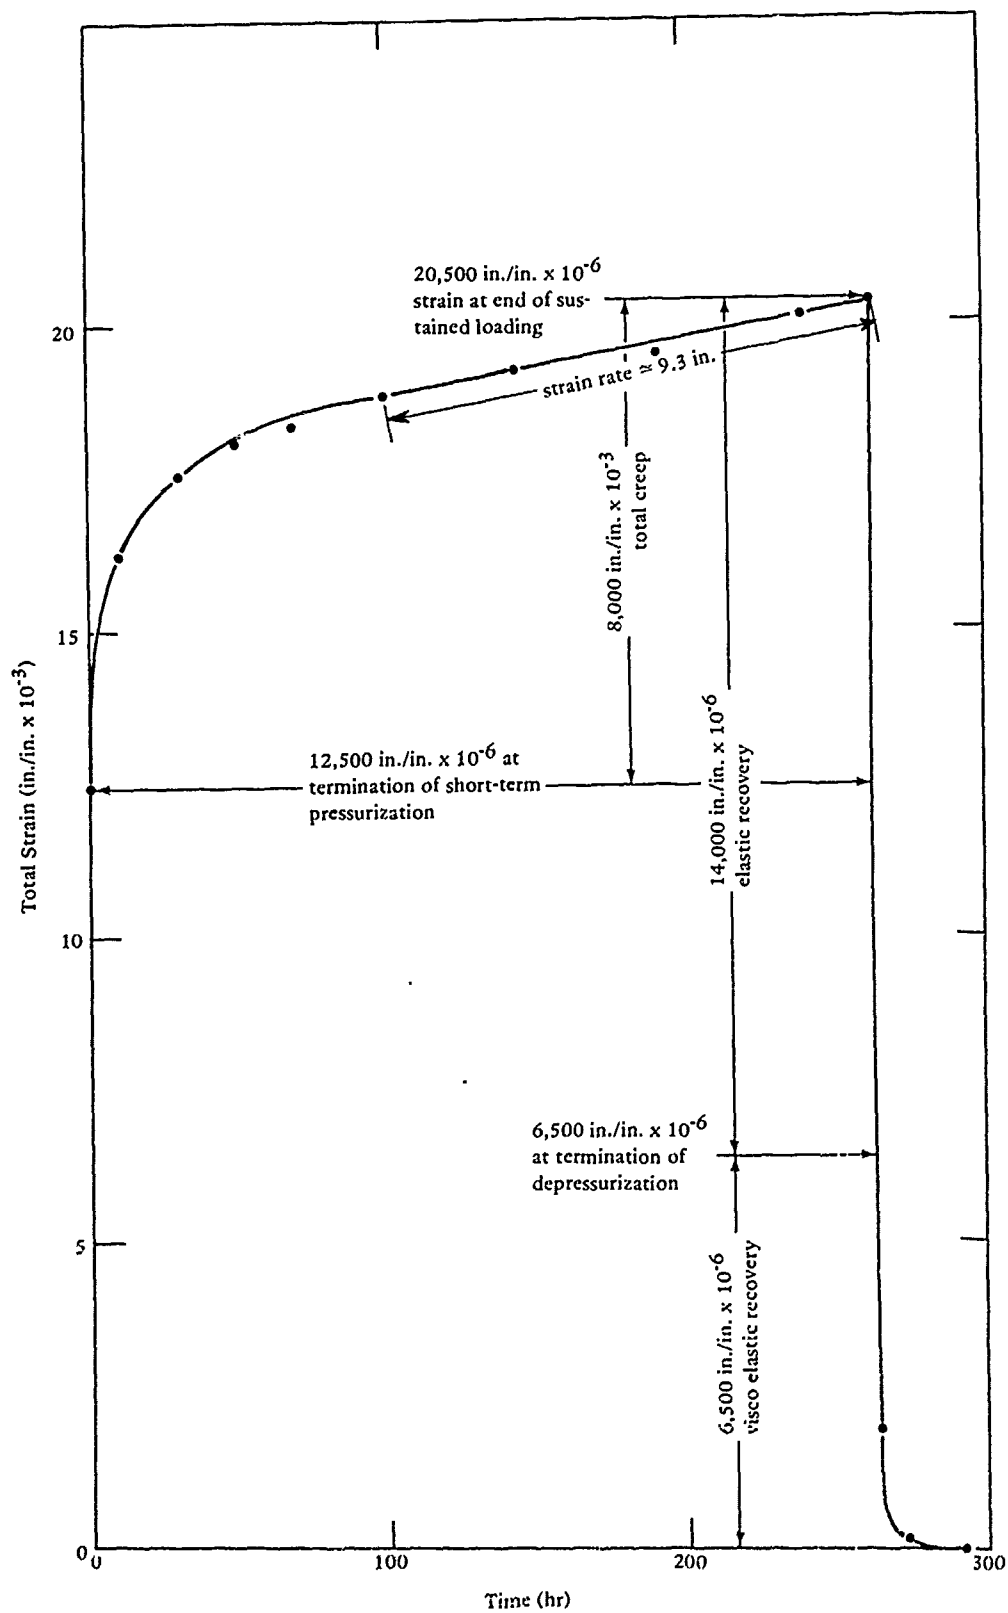 20,500 in./in. x 10-6
strain at end of sus-
tained loading
20
strain rate ≃ 9.3 in.
8,000 in./in. x 10-3
total creep
15
Total Strain (in./in. x 10-3)
12,500 in./in. x 10-6 at
termination of short-term
pressurization
14,000 in./in. x 10-6
elastic recovery
10
6,500 in./in. x 10-6
at termination of
depressurization
5
6,500 in./in. x 10-6
visco elastic recovery
0
0
100
200
300
Time (hr)